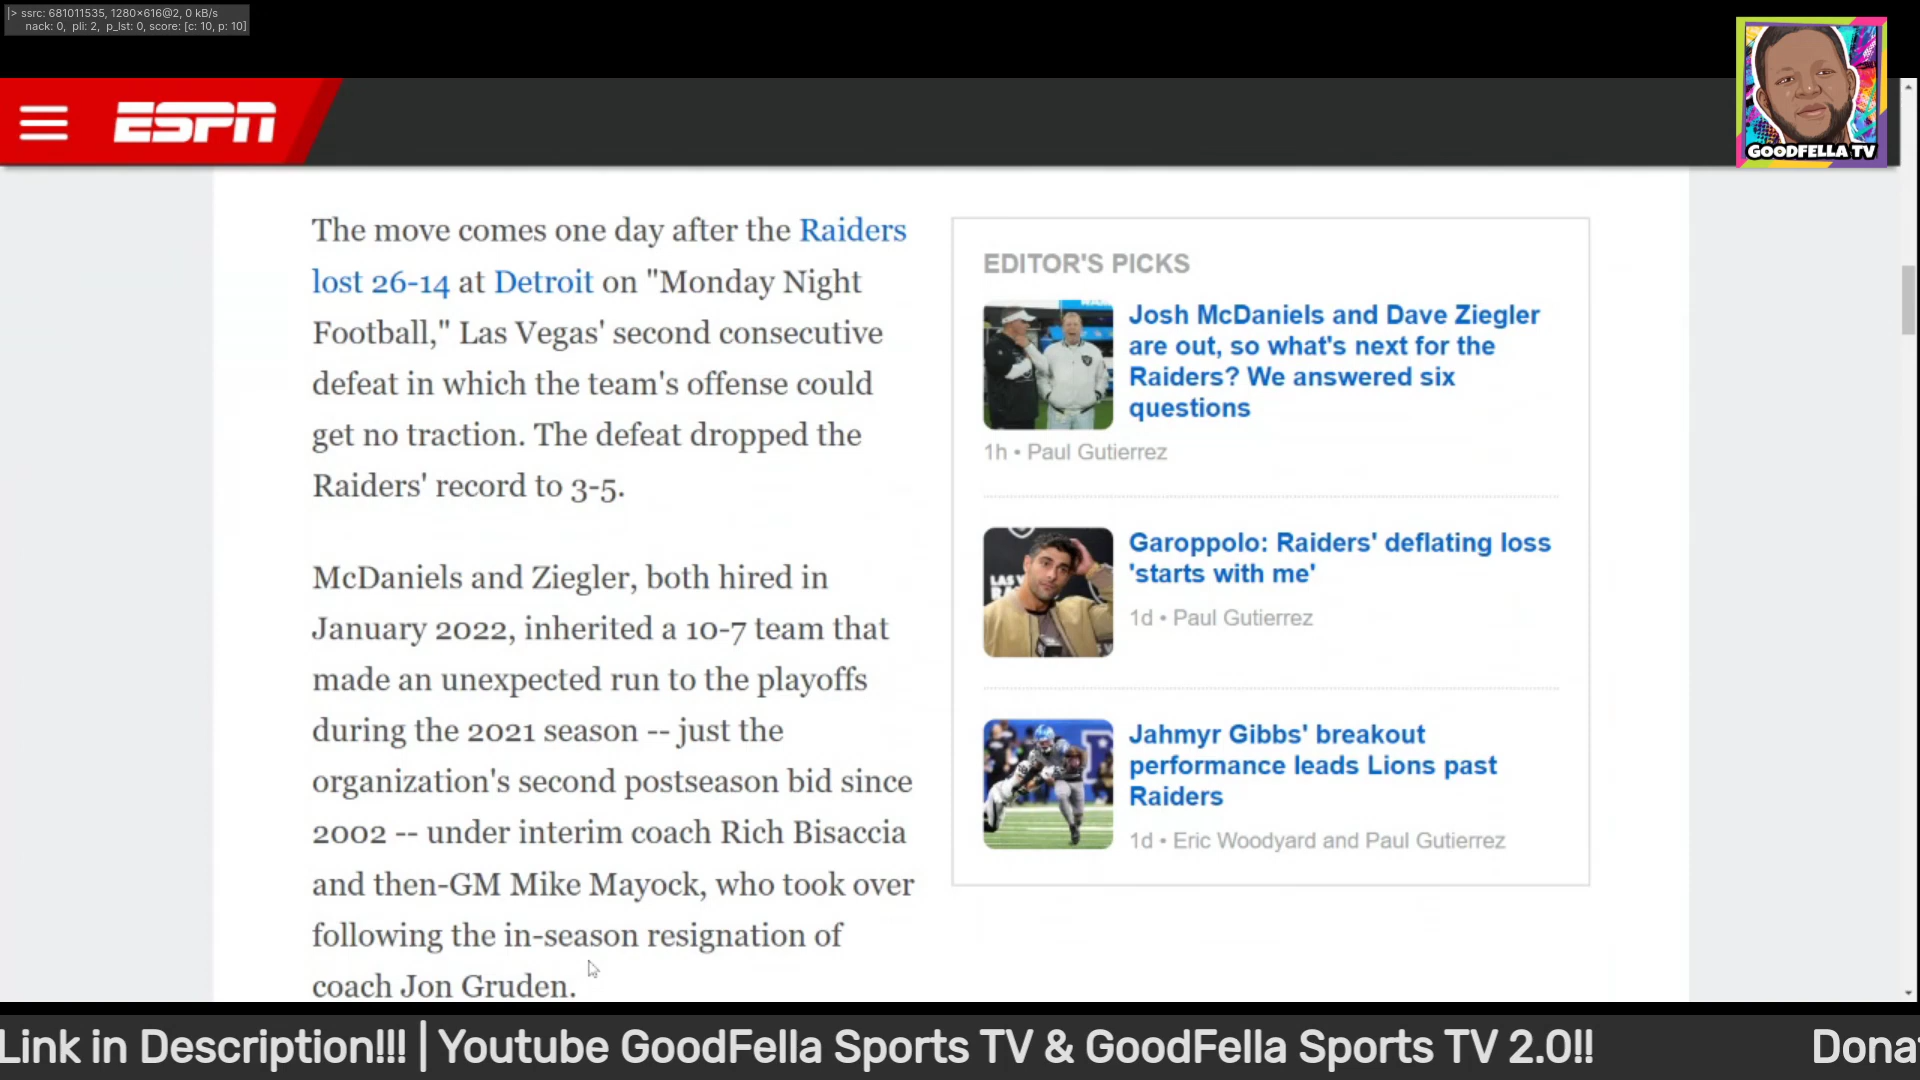 |> ssrc: 681011535, 1280×616@2, 0 kB/s
nack: 0, pli: 2, p_lst: 0, score: [c: 10, p: 10]
GOODFELLA TV
ESPN
The move comes one day after the Raiders
lost 26-14 at Detroit on "Monday Night
Football," Las Vegas' second consecutive
defeat in which the team's offense could
get no traction. The defeat dropped the
Raiders' record to 3-5.
McDaniels and Ziegler, both hired in
January 2022, inherited a 10-7 team that
made an unexpected run to the playoffs
during the 2021 season -- just the
organization's second postseason bid since
2002 -- under interim coach Rich Bisaccia
and then-GM Mike Mayock, who took over
following the in-season resignation of
coach Jon Gruden.
EDITOR'S PICKS
Josh McDaniels and Dave Ziegler
are out, so what's next for the
Raiders? We answered six
questions
1h • Paul Gutierrez
Garoppolo: Raiders' deflating loss
'starts with me'
1d • Paul Gutierrez
Jahmyr Gibbs' breakout
performance leads Lions past
Raiders
1d • Eric Woodyard and Paul Gutierrez
Link in Description!!! | Youtube GoodFella Sports TV & GoodFella Sports TV 2.0!! Dona